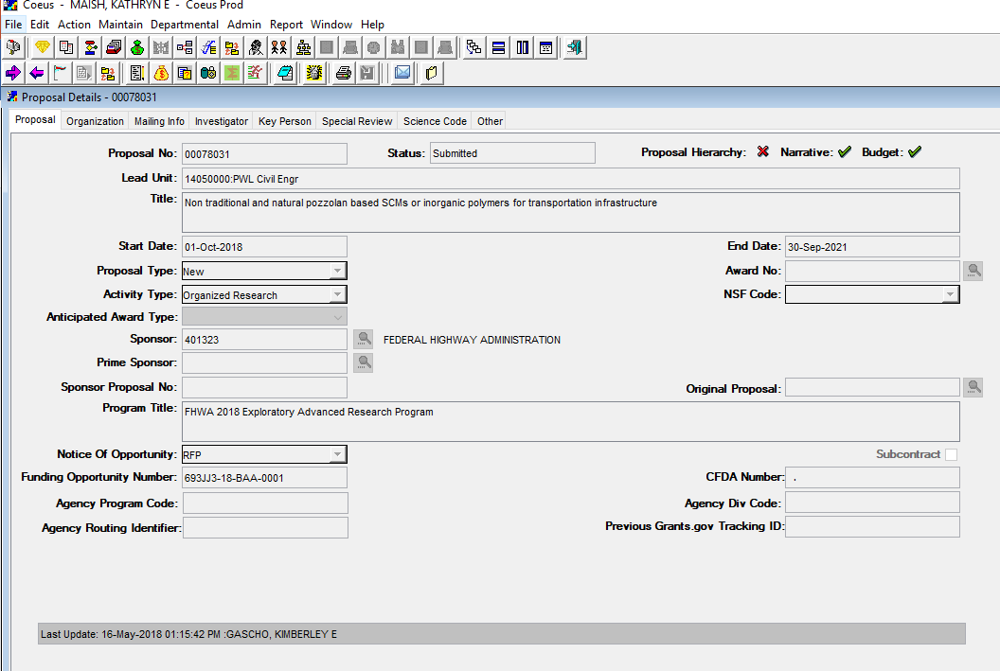 Coeus - MAISH, KATHRYN E - Coeus Prod
File Edit Action Maintain Departmental Admin Report Window Help
Proposal Details - 00078031
Proposal Organization Mailing Info Investigator Key Person Special Review Science Code Other
Proposal No: 00078031 Status: Submitted Proposal Hierarchy: Narrative: Budget:
Lead Unit: 14050000:PWL Civil Engr
Title: Non traditional and natural pozzolan based SCMs or inorganic polymers for transportation infrastructure
Start Date: 01-Oct-2018 End Date: 30-Sep-2021
Proposal Type: New Award No:
Activity Type: Organized Research NSF Code:
Anticipated Award Type:
Sponsor: 401323 FEDERAL HIGHWAY ADMINISTRATION
Prime Sponsor:
Sponsor Proposal No: Original Proposal:
Program Title: FHWA 2018 Exploratory Advanced Research Program
Notice Of Opportunity: RFP Subcontract
Funding Opportunity Number: 693JJ3-18-BAA-0001 CFDA Number: .
Agency Program Code: Agency Div Code:
Agency Routing Identifier: Previous Grants.gov Tracking ID:
Last Update: 16-May-2018 01:15:42 PM :GASCHO, KIMBERLEY E